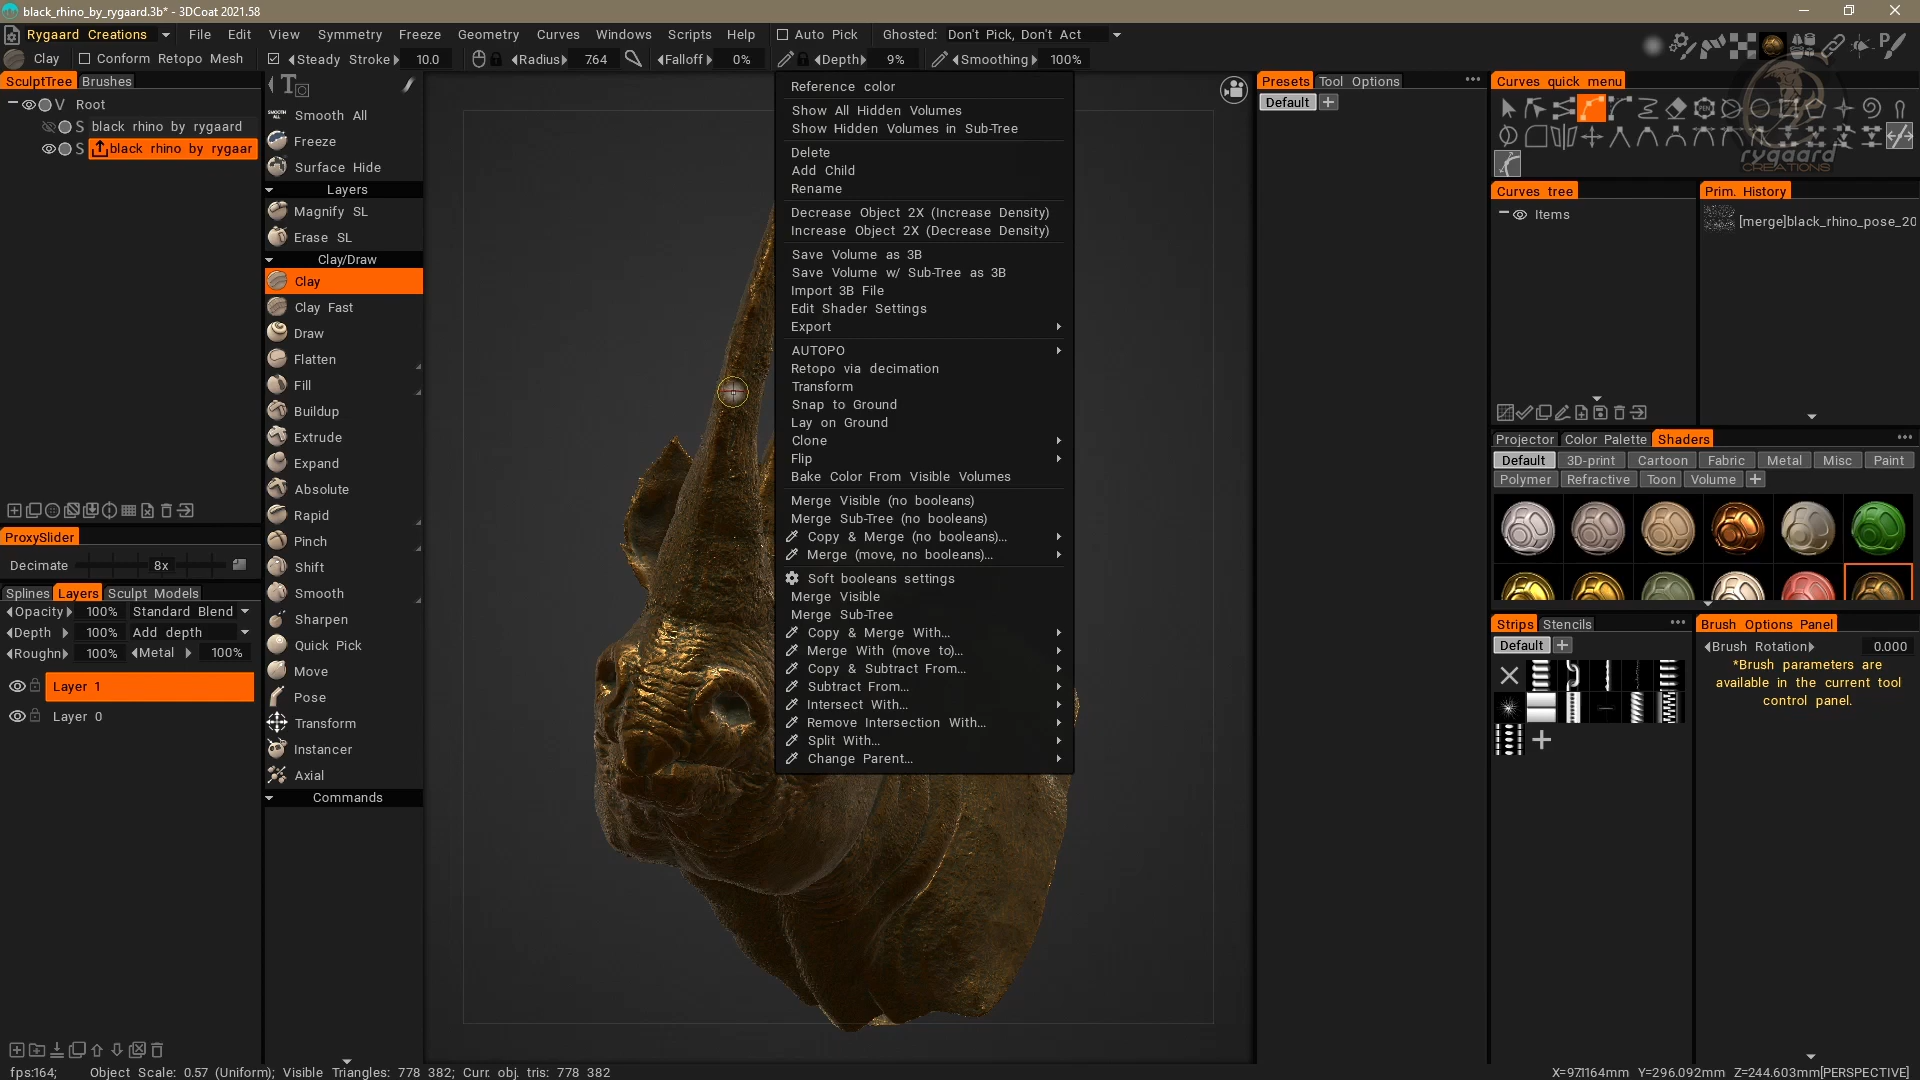 black_rhino_by_rygaard.3b* - 3DCoat 2021.58
Rygaard Creations File Edit View Symmetry Freeze Geometry Curves Windows Scripts Help Auto Pick Ghosted: Don't Pick, Don't Act
Clay Conform Retopo Mesh Steady Stroke 10.0 Radius 7.64 Falloff 0% Depth 9% Smoothing 100%
SculptTree Brushes
V Root
S black rhino by rygaard
S black rhino by rygaar
ProxySlider
Decimate 8x
Splines Layers Sculpt Models
Opacity 100% Standard Blend
Depth 100% Add depth
Roughn 100% Metal 100%
Layer 1
Layer 0
T
SMOOTH ALL
Smooth All
Freeze
Surface Hide
Layers
Magnify SL
Erase SL
Clay/Draw
Clay
Clay Fast
Draw
Flatten
Fill
Buildup
Extrude
Expand
Absolute
Rapid
Pinch
Shift
Smooth
Sharpen
Quick Pick
Move
Pose
Transform
Instancer
Axial
Commands
Reference color
Show All Hidden Volumes
Show Hidden Volumes in Sub-Tree
Delete
Add Child
Rename
Decrease Object 2X (Increase Density)
Increase Object 2X (Decrease Density)
Save Volume as 3B
Save Volume w/ Sub-Tree as 3B
Import 3B File
Edit Shader Settings
Export
AUTOPO
Retopo via decimation
Transform
Snap to Ground
Lay on Ground
Clone
Flip
Bake Color From Visible Volumes
Merge Visible (no booleans)
Merge Sub-Tree (no booleans)
Copy & Merge (no booleans)...
Merge (move, no booleans)...
Soft booleans settings
Merge Visible
Merge Sub-Tree
Copy & Merge With...
Merge With (move to)...
Copy & Subtract From...
Subtract From...
Intersect With...
Remove Intersection With...
Split With...
Change Parent...
Presets Tool Options
Default +
Curves quick menu
rygaard
CREATIONS
Curves tree
Items
Prim. History
[merge]black_rhino_pose_20
Projector Color Palette Shaders
Default 3D-print Cartoon Fabric Metal Misc Paint
Polymer Refractive Toon Volume +
Strips Stencils
Default +
Brush Options Panel
Brush Rotation 0.000
*Brush parameters are
available in the current tool
control panel.
fps:164; Object Scale: 0.57 (Uniform); Visible Triangles: 778 382; Curr. obj. tris: 778 382
X=97.1164mm Y=296.092mm Z=244.603mm[PERSPECTIVE]